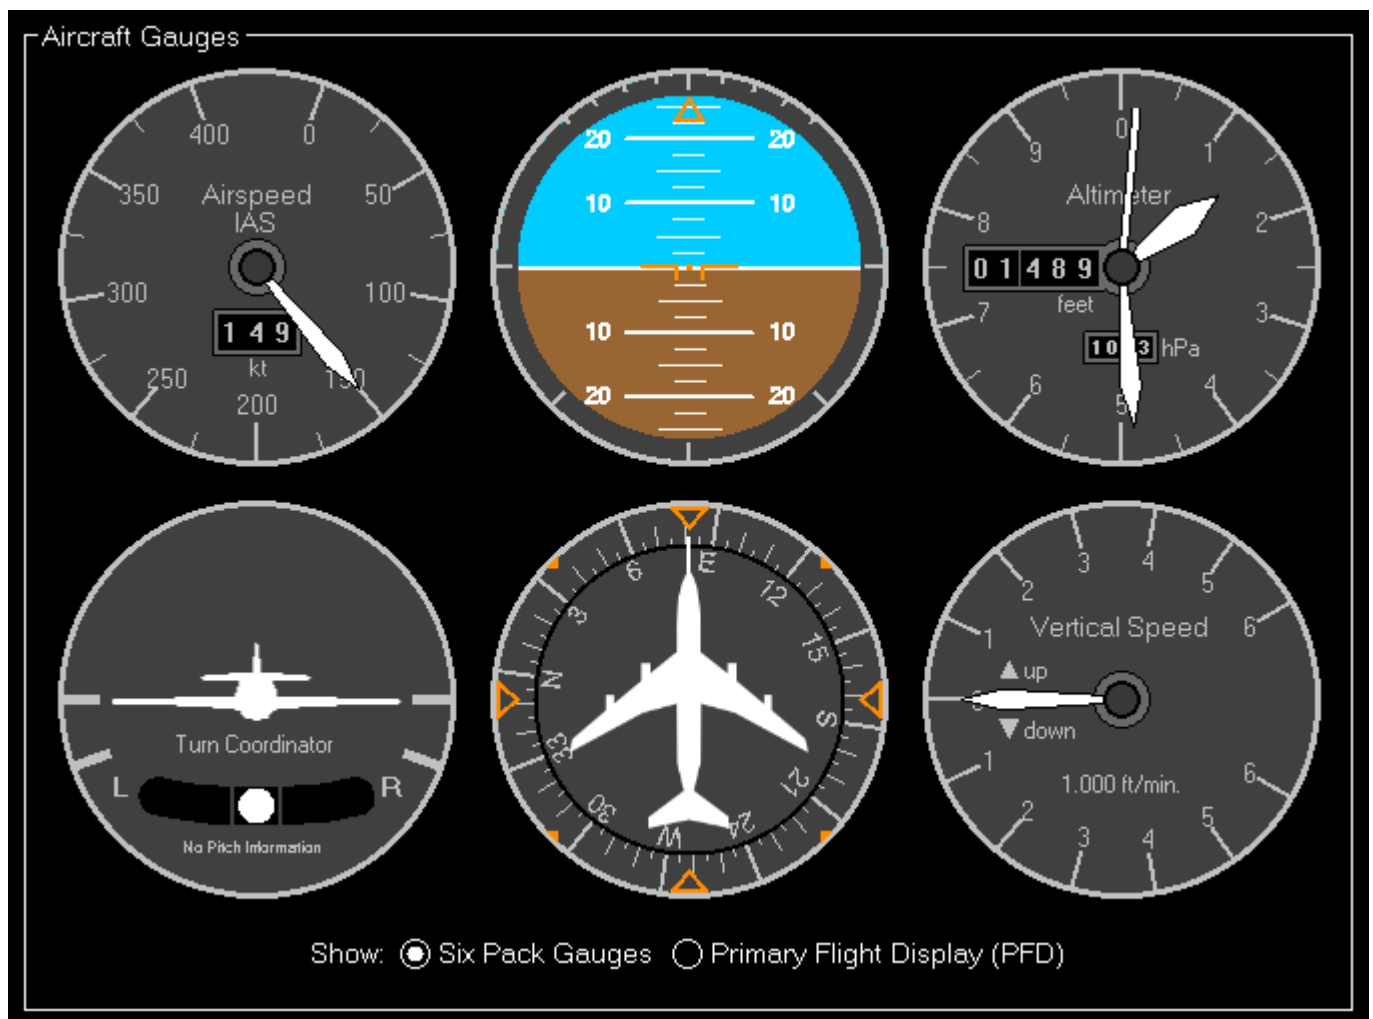 Aircraft Gauges
400 0
350 50
Airspeed
IAS
300 100
149
kt
250 150
200
20 20
10 10
10 10
20 20
0
9 1
Altimeter
8 2
01489
feet
7 3
hPa
6 4
5
Turn Coordinator
L R
No Pitch Information
6 E 12
3 15
N S
33 21
30 W 24
3 4
2 5
1 Vertical Speed 6
up
down
1 6
1.000 ft/min.
2 5
3 4
Show: Six Pack Gauges Primary Flight Display (PFD)